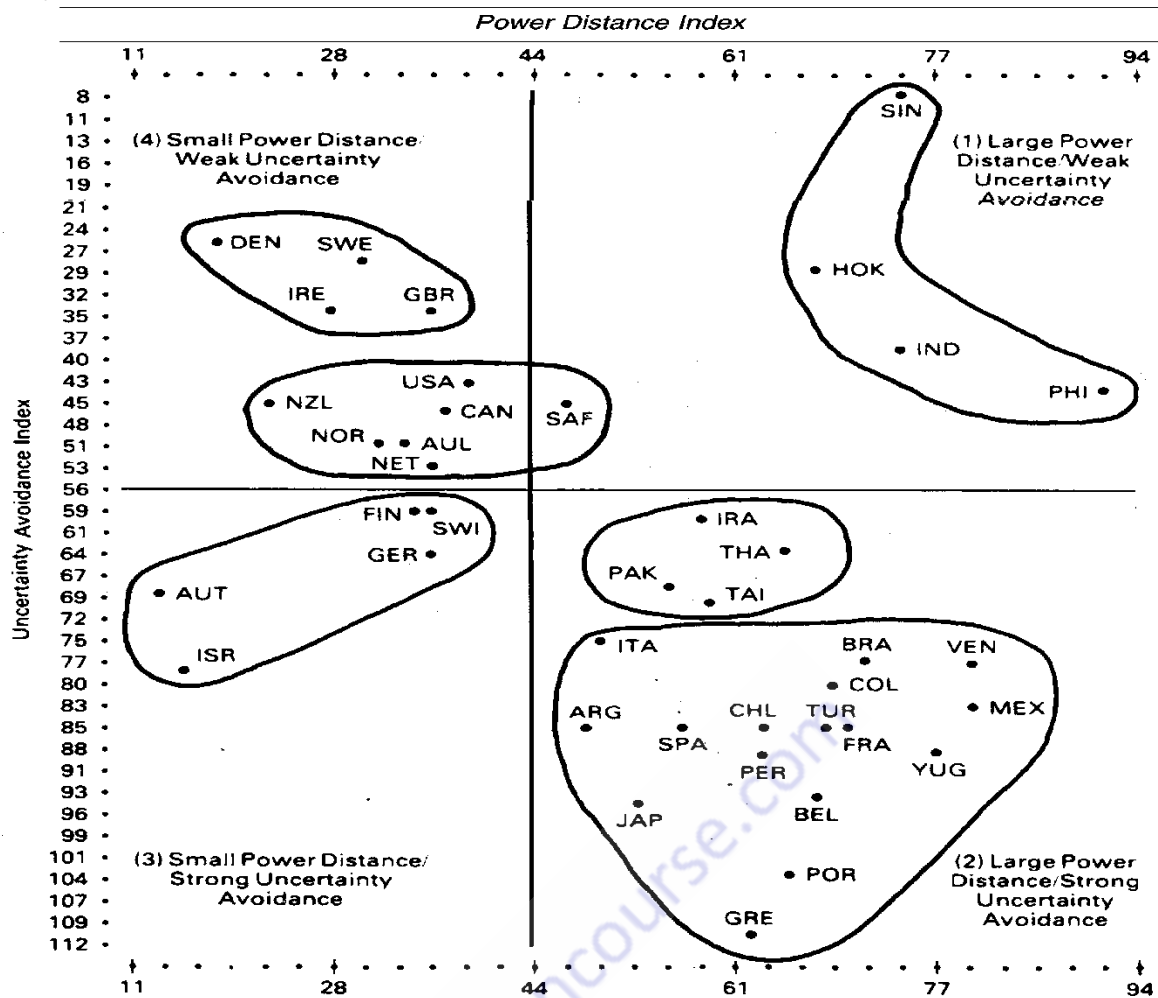 Power Distance Index
11 28 44 61 77 94
8
SIN
11
13
(4) Small Power Distance/
Weak Uncertainty
Avoidance
(1) Large Power
Distance/Weak
Uncertainty
Avoidance
16
19
21
24
DEN SWE
27
HOK
29
IRE GBR
32
35
37
IND
40
USA
43
PHI
NZL CAN SAF
45
48
NOR AUL
51
NET
53
56
FIN IRA
59
SWI
61
GER THA
64
PAK
67
AUT TAI
69
72
ITA BRA VEN
75
ISR
77
COL
80
MEX
83
ARG CHL TUR
85
SPA FRA
88
PER YUG
91
93
JAP BEL
96
99
101
(3) Small Power Distance/
Strong Uncertainty
Avoidance
(2) Large Power
Distance/Strong
Uncertainty
Avoidance
POR
104
107
GRE
109
112
11 28 44 61 77 94
Uncertainty Avoidance Index
ncourse.com